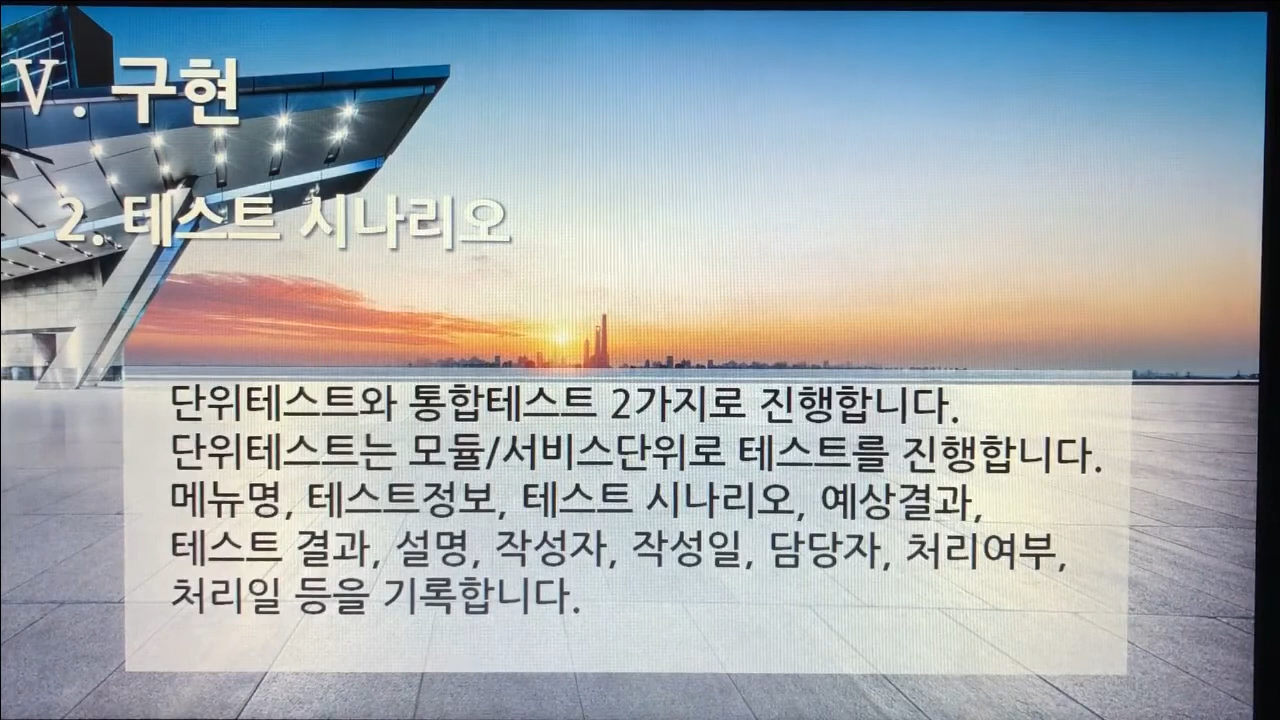 Ⅴ. 구현
2. 테스트 시나리오
단위테스트와 통합테스트 2가지로 진행합니다.
단위테스트는 모듈/서비스단위로 테스트를 진행합니다.
메뉴명, 테스트정보, 테스트 시나리오, 예상결과,
테스트 결과, 설명, 작성자, 작성일, 담당자, 처리여부,
처리일 등을 기록합니다.